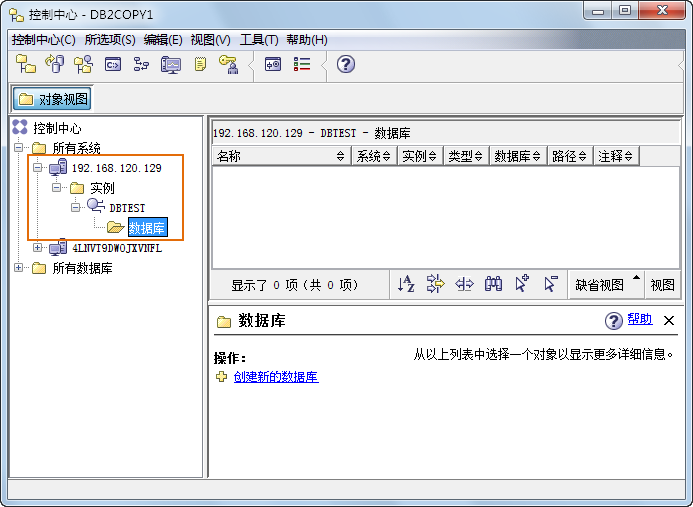 控制中心 - DB2COPY1
控制中心(C) 所选项(S) 编辑(E) 视图(V) 工具(T) 帮助(H)
对象视图
控制中心
所有系统
192.168.120.129
实例
DBTEST
数据库
4LNVT9DWOJXVNFL
所有数据库
192.168.120.129 - DBTEST - 数据库
名称 系统 实例 类型 数据库 路径 注释
显示了 0 项（共 0 项） 缺省视图 视图
数据库 帮助
操作： 从以上列表中选择一个对象以显示更多详细信息。
创建新的数据库